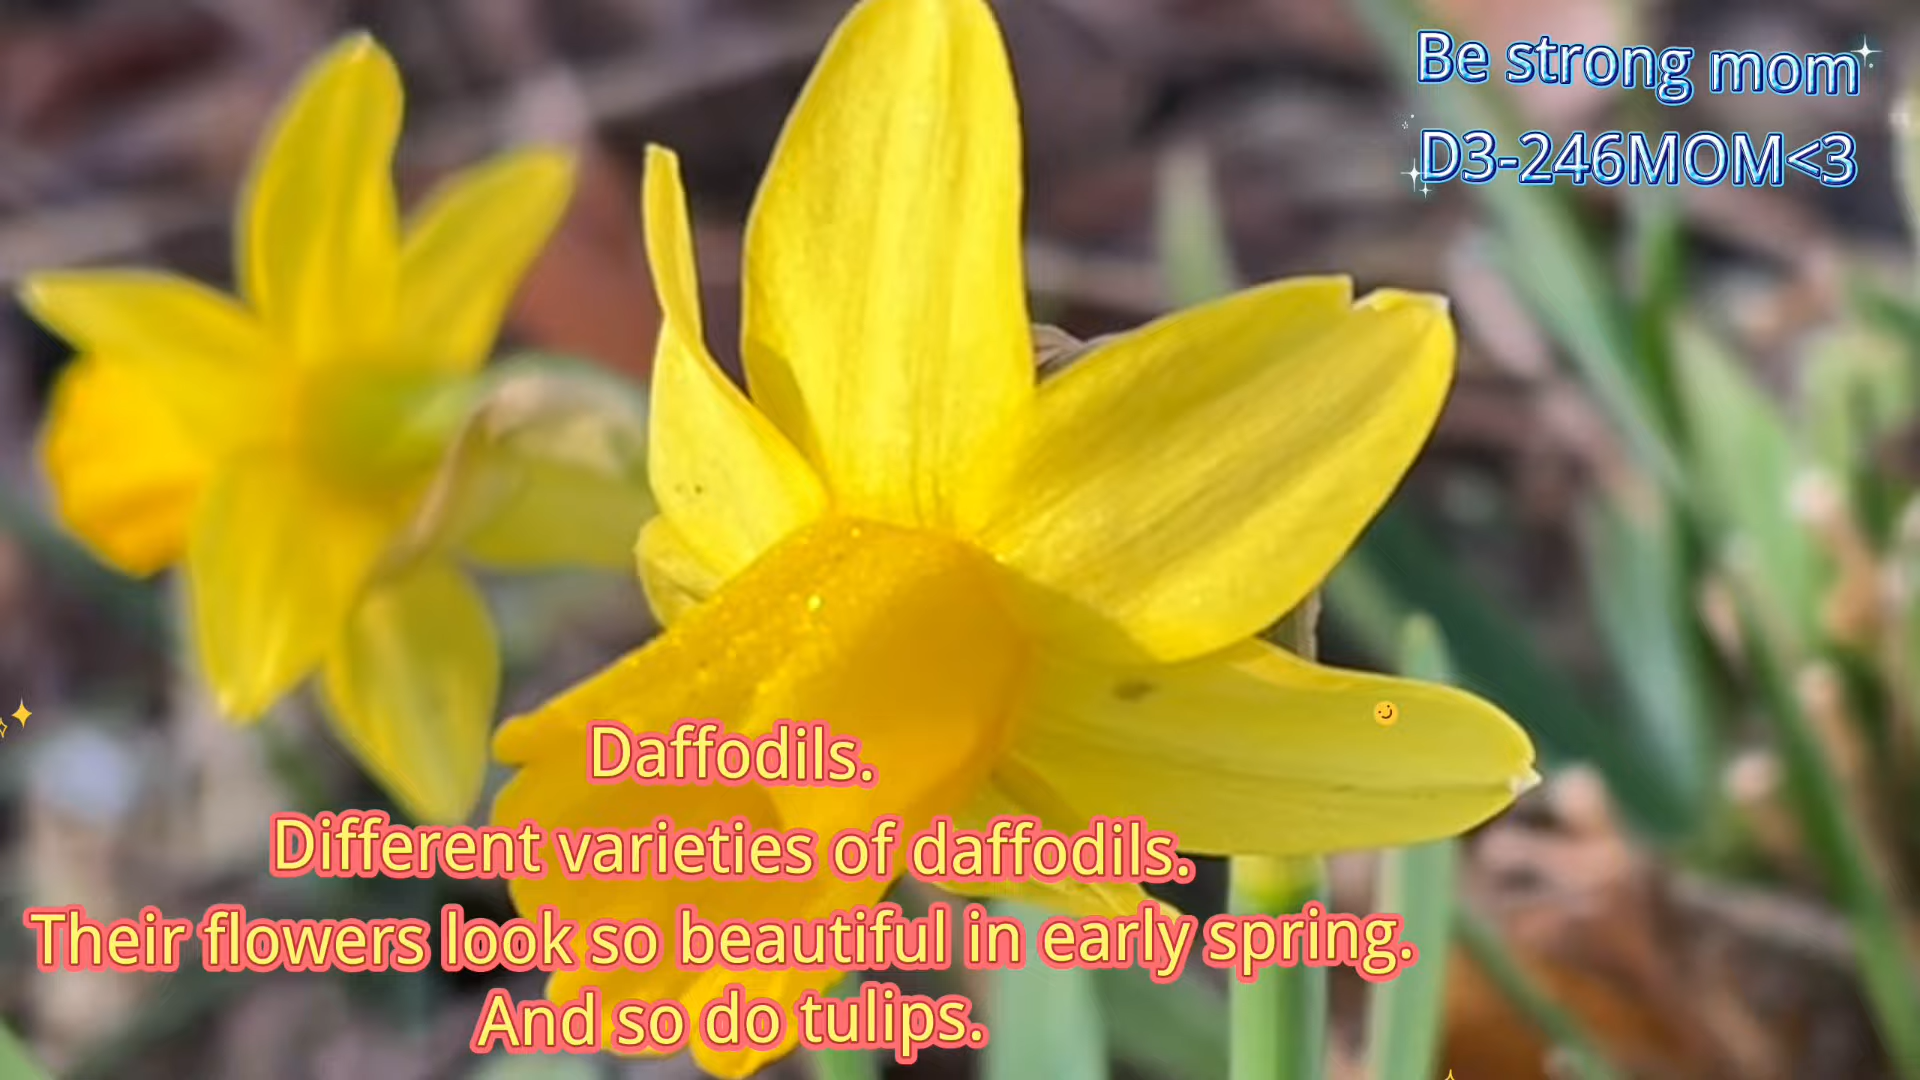 Be strong mom
D3-246MOM<3
Daffodils.
Different varieties of daffodils.
Their flowers look so beautiful in early spring.
And so do tulips.